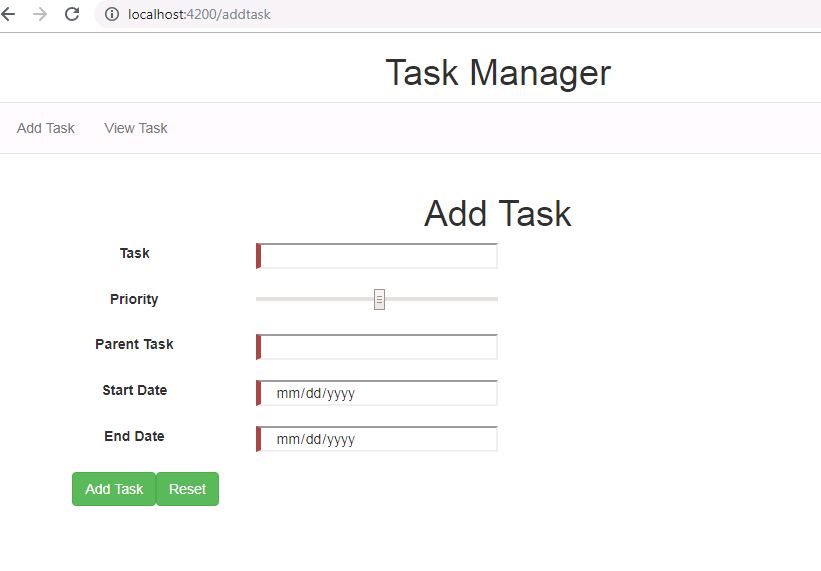 localhost:4200/addtask
Task Manager
Add Task View Task
Add Task
Task
Priority
Parent Task
Start Date mm/dd/yyyy
End Date mm/dd/yyyy
Add Task Reset